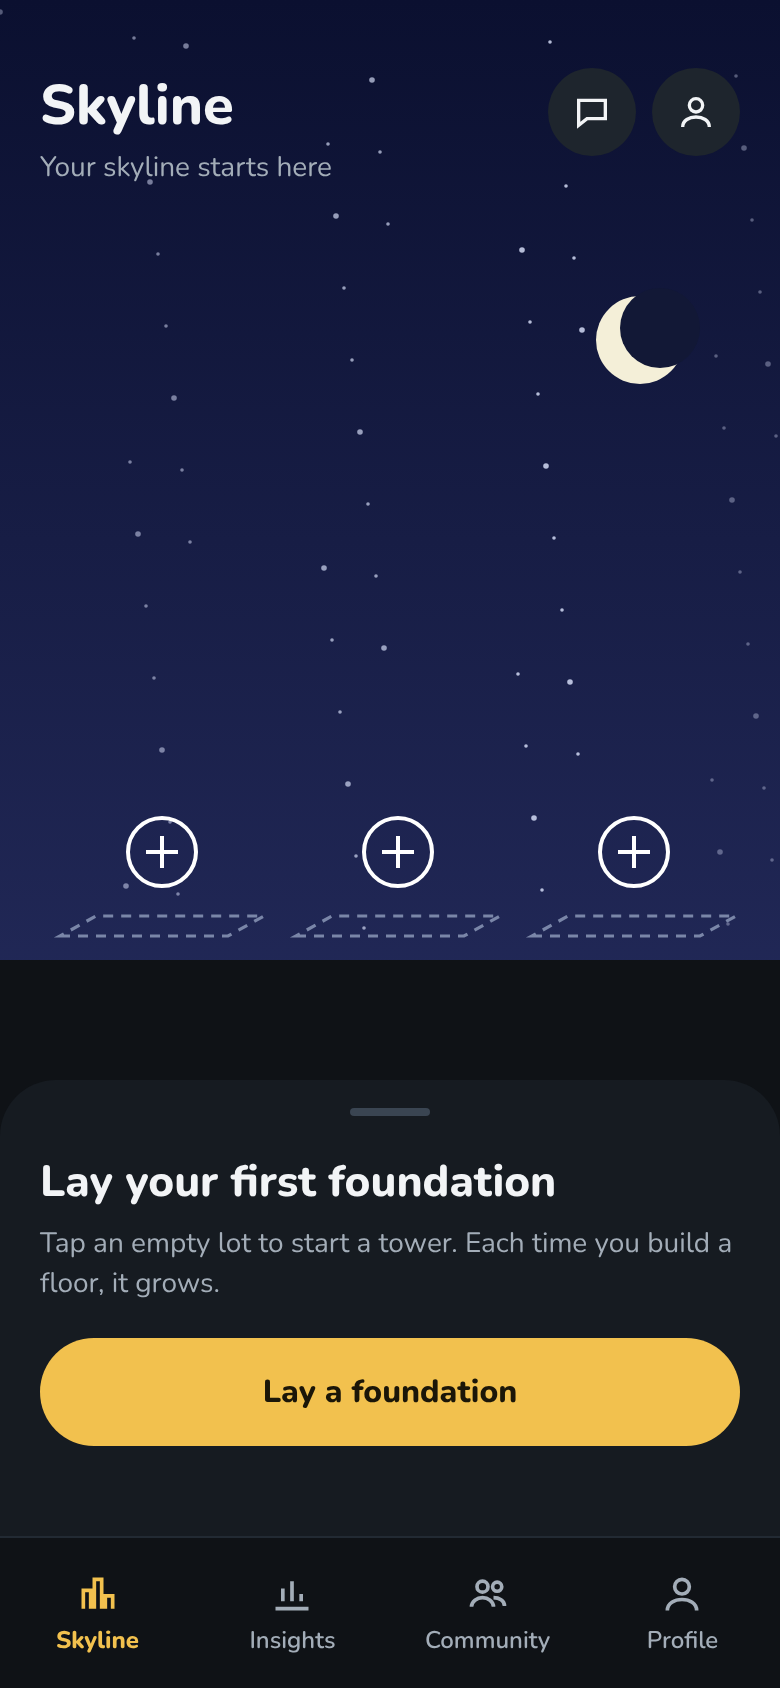 Skyline
Your skyline starts here
Lay your first foundation
Tap an empty lot to start a tower. Each time you build a
floor, it grows.
Lay a foundation
Skyline
Insights
Community
Profile